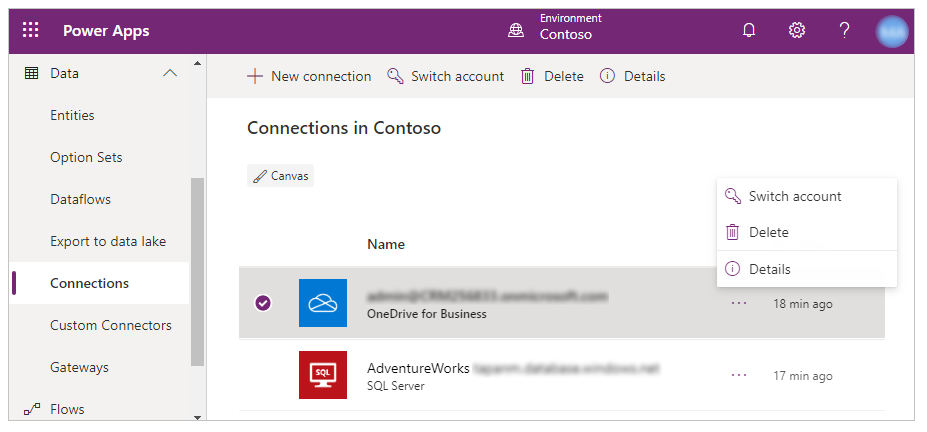 Power Apps
Environment
Contoso
?
Data
Entities
Option Sets
Dataflows
Export to data lake
Connections
Custom Connectors
Gateways
Flows
New connection
Switch account
Delete
Details
Connections in Contoso
Canvas
Switch account
Delete
Details
Name
OneDrive for Business
18 min ago
SQL
AdventureWorks
SQL Server
17 min ago